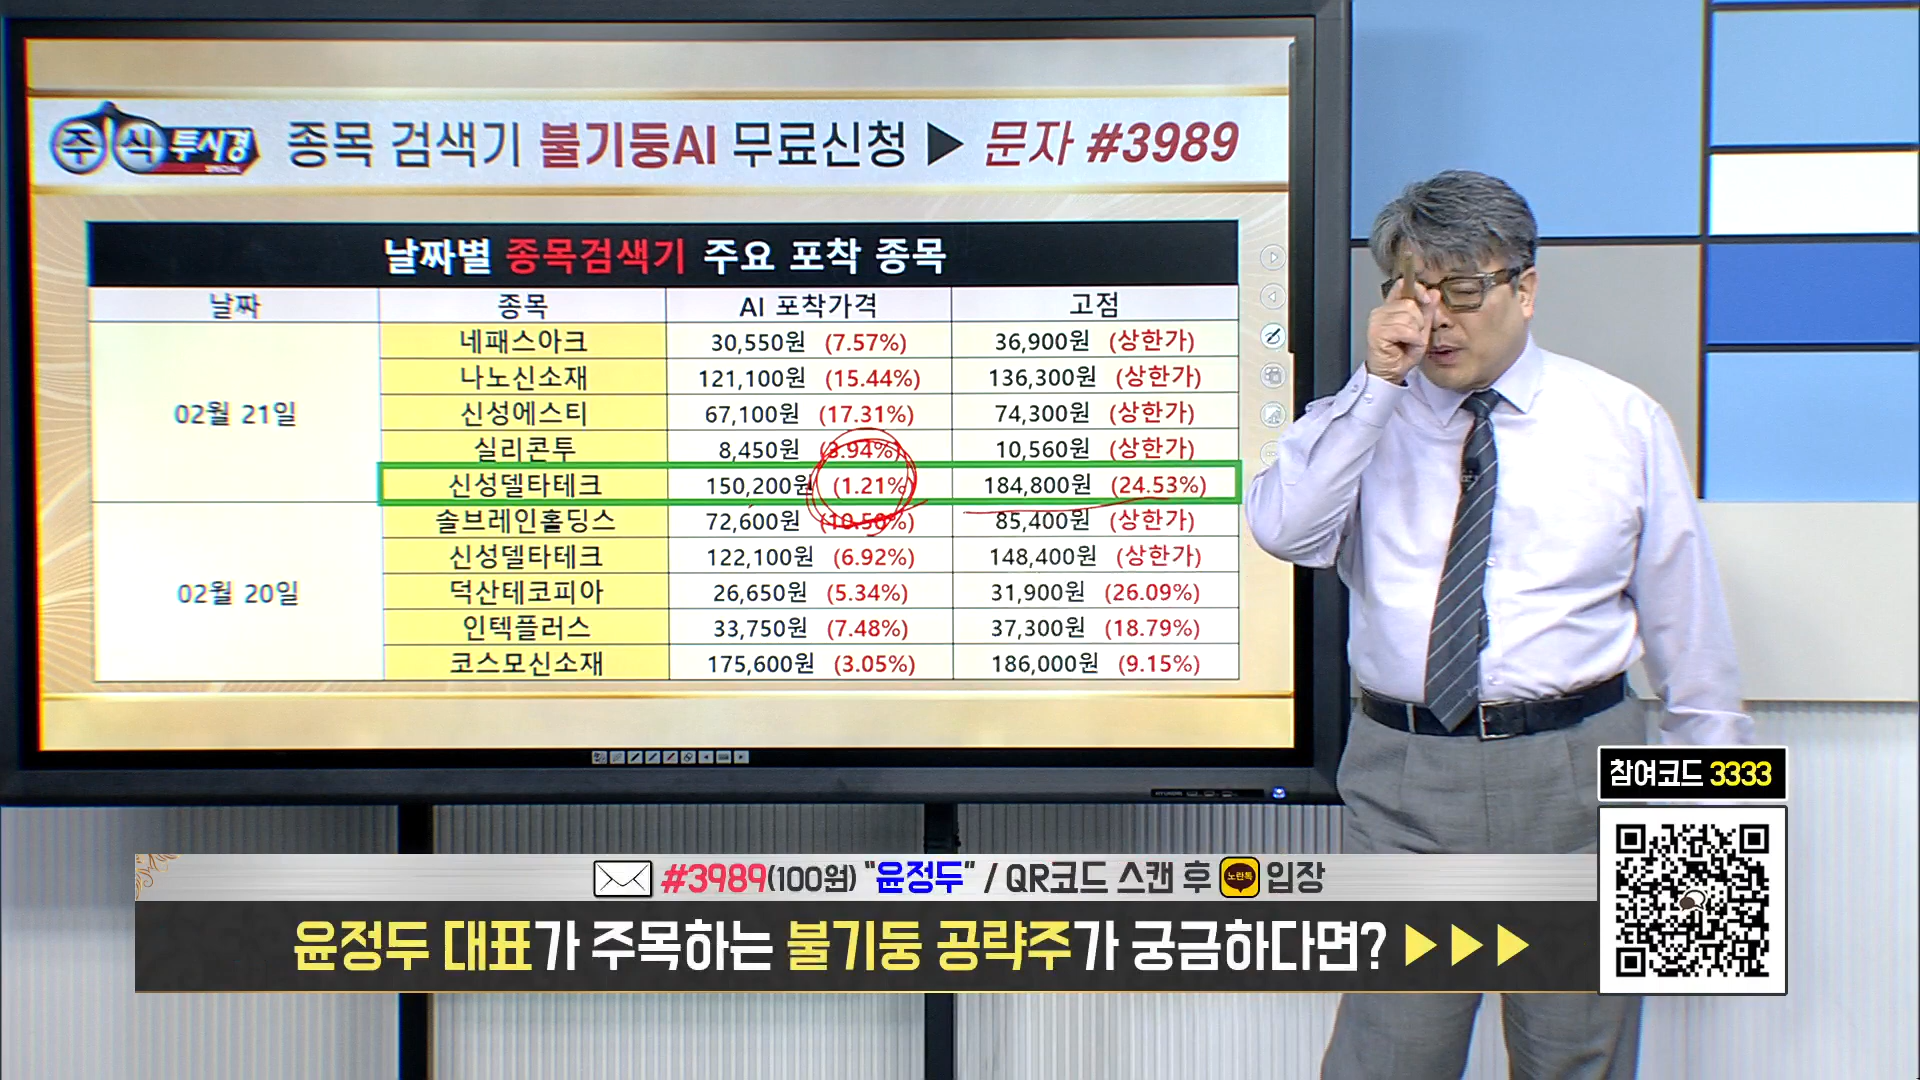 주식투시경 SPECIAL
종목 검색기 불기둥AI 무료신청 ▶ 문자 #3989
날짜별 종목검색기 주요 포착 종목
날짜 종목 AI 포착가격 고점
02월 21일
네패스아크 30,550원 (7.57%) 36,900원 (상한가)
나노신소재 121,100원 (15.44%) 136,300원 (상한가)
신성에스티 67,100원 (17.31%) 74,300원 (상한가)
실리콘투 8,450원 (3.94%) 10,560원 (상한가)
신성델타테크 150,200원 (1.21%) 184,800원 (24.53%)
02월 20일
솔브레인홀딩스 72,600원 (10.50%) 85,400원 (상한가)
신성델타테크 122,100원 (6.92%) 148,400원 (상한가)
덕산테코피아 26,650원 (5.34%) 31,900원 (26.09%)
인텍플러스 33,750원 (7.48%) 37,300원 (18.79%)
코스모신소재 175,600원 (3.05%) 186,000원 (9.15%)
참여코드 3333
#3989(100원) "윤정두" / QR코드 스캔 후 노란톡 입장
윤정두 대표가 주목하는 불기둥 공략주가 궁금하다면? ▶▶▶